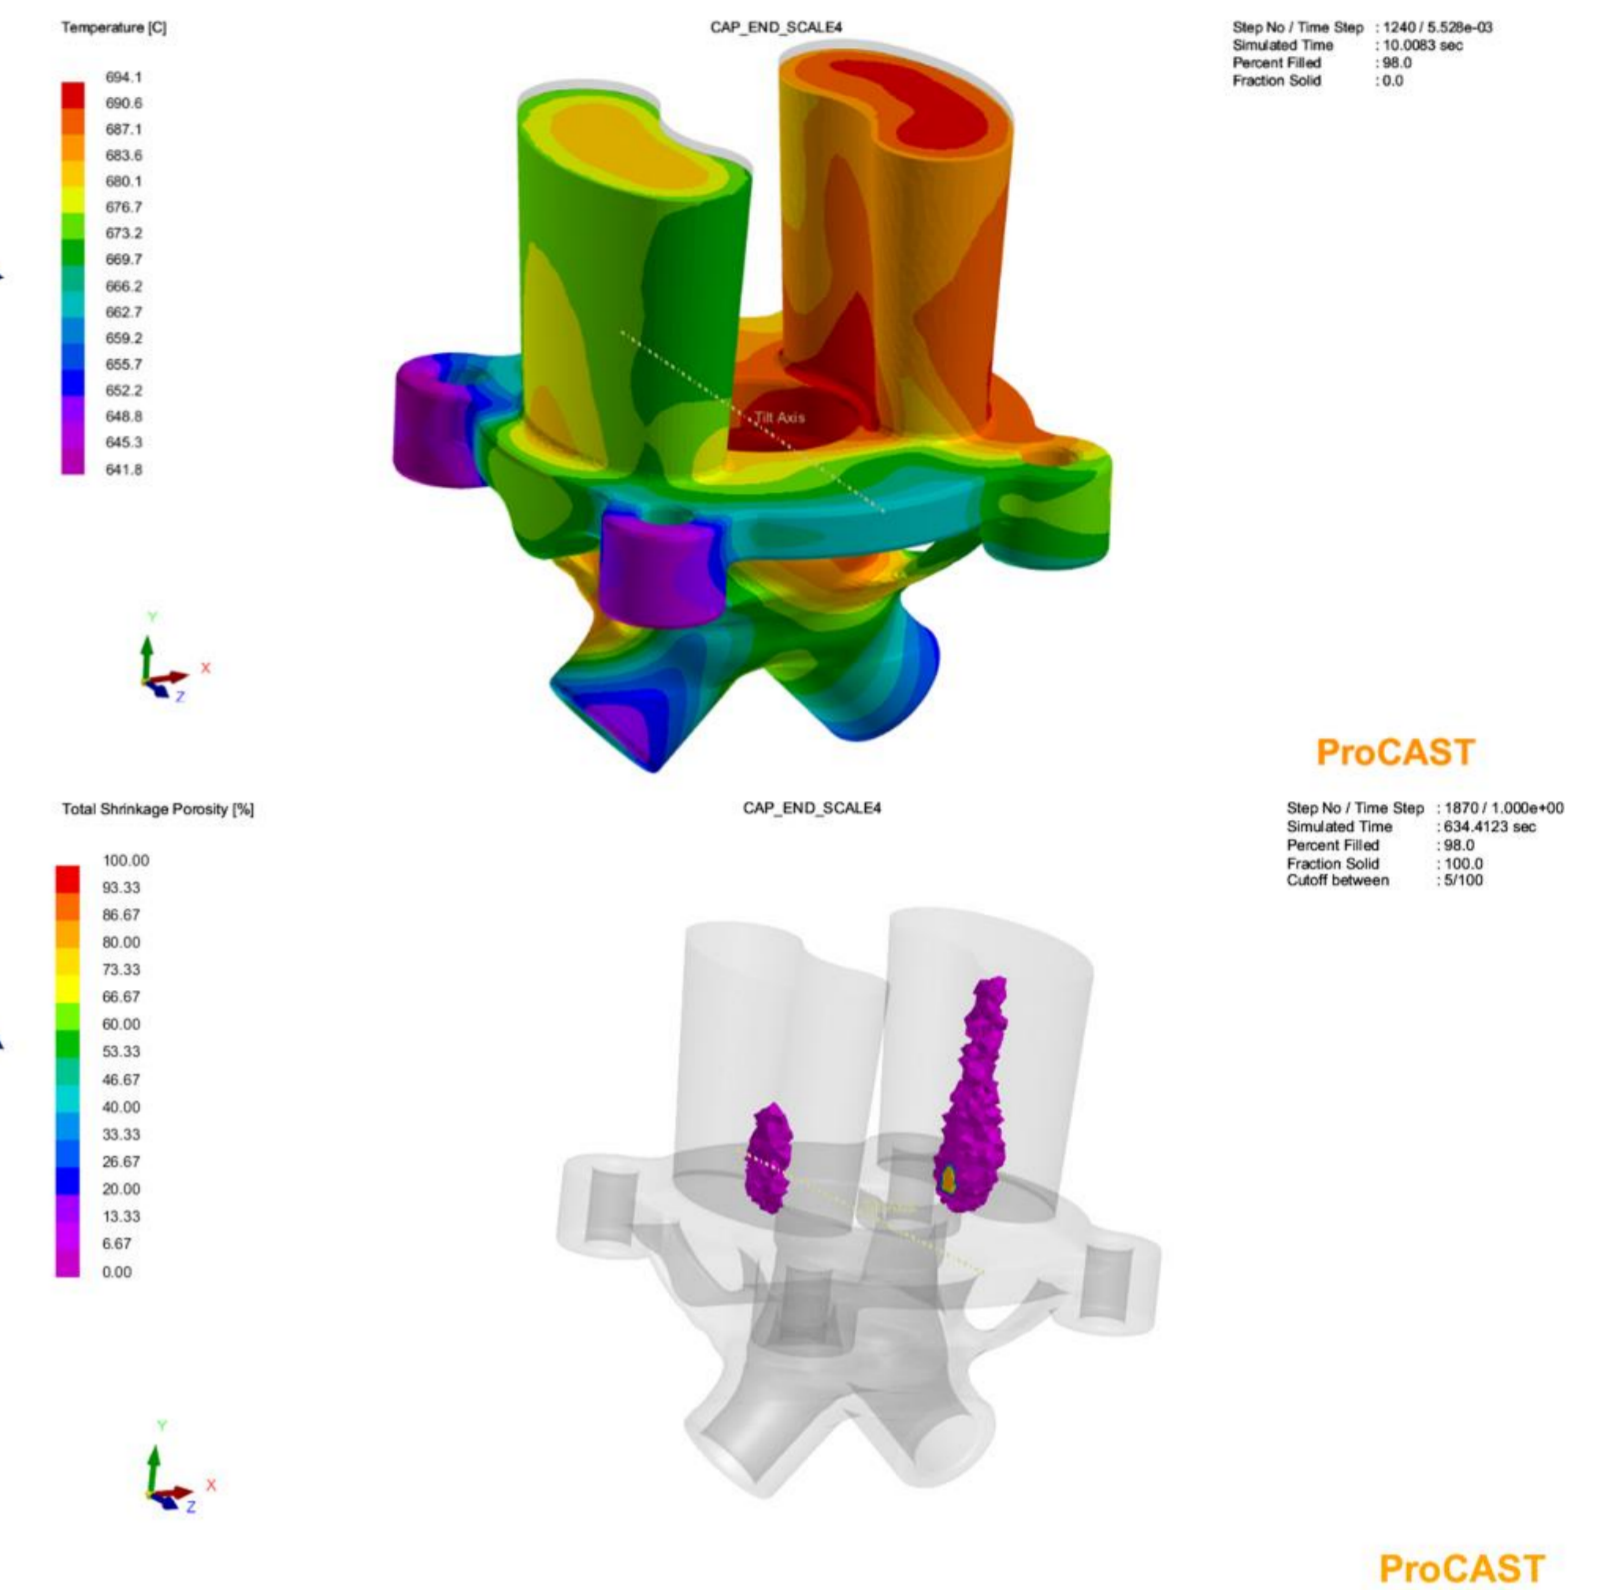 Temperature [C]
CAP_END_SCALE4
Step No / Time Step : 1240 / 5.528e-03
Simulated Time : 10.0083 sec
Percent Filled : 98.0
Fraction Solid : 0.0
694.1
690.6
687.1
683.6
680.1
676.7
673.2
669.7
666.2
662.7
659.2
655.7
652.2
648.8
645.3
641.8
Tilt Axis
Y
X
Z
ProCAST
Total Shrinkage Porosity [%]
CAP_END_SCALE4
Step No / Time Step : 1870 / 1.000e+00
Simulated Time : 634.4123 sec
Percent Filled : 98.0
Fraction Solid : 100.0
Cutoff between : 5/100
100.00
93.33
86.67
80.00
73.33
66.67
60.00
53.33
46.67
40.00
33.33
26.67
20.00
13.33
6.67
0.00
Y
X
Z
ProCAST